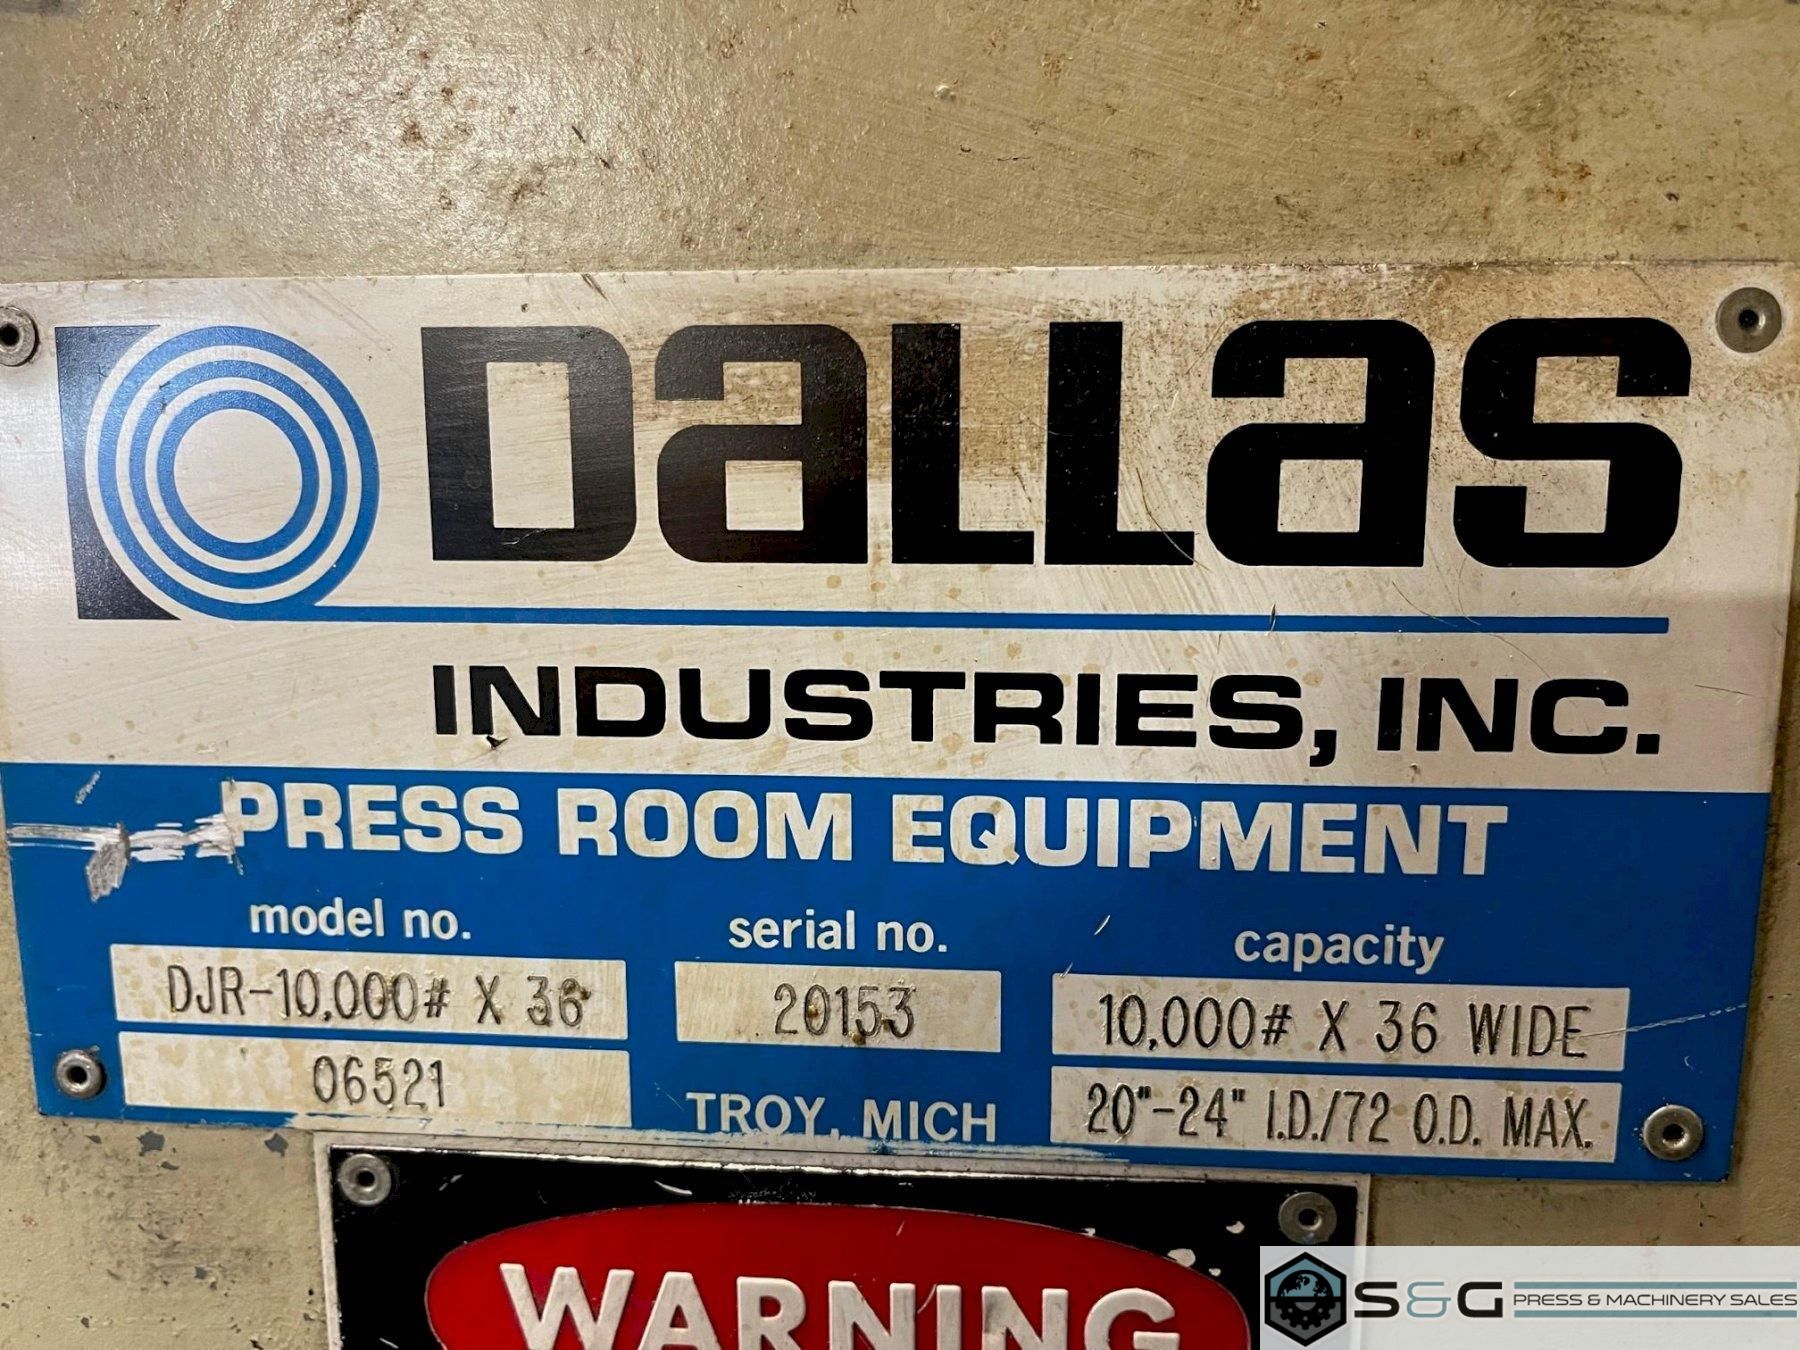 Dallas
INDUSTRIES, INC.
PRESS ROOM EQUIPMENT
model no. serial no. capacity
DJR-10,000# X 36 20153 10,000# X 36 WIDE
06521 TROY, MICH 20"-24" I.D./72 O.D. MAX.
WARNING
S&G PRESS & MACHINERY SALES